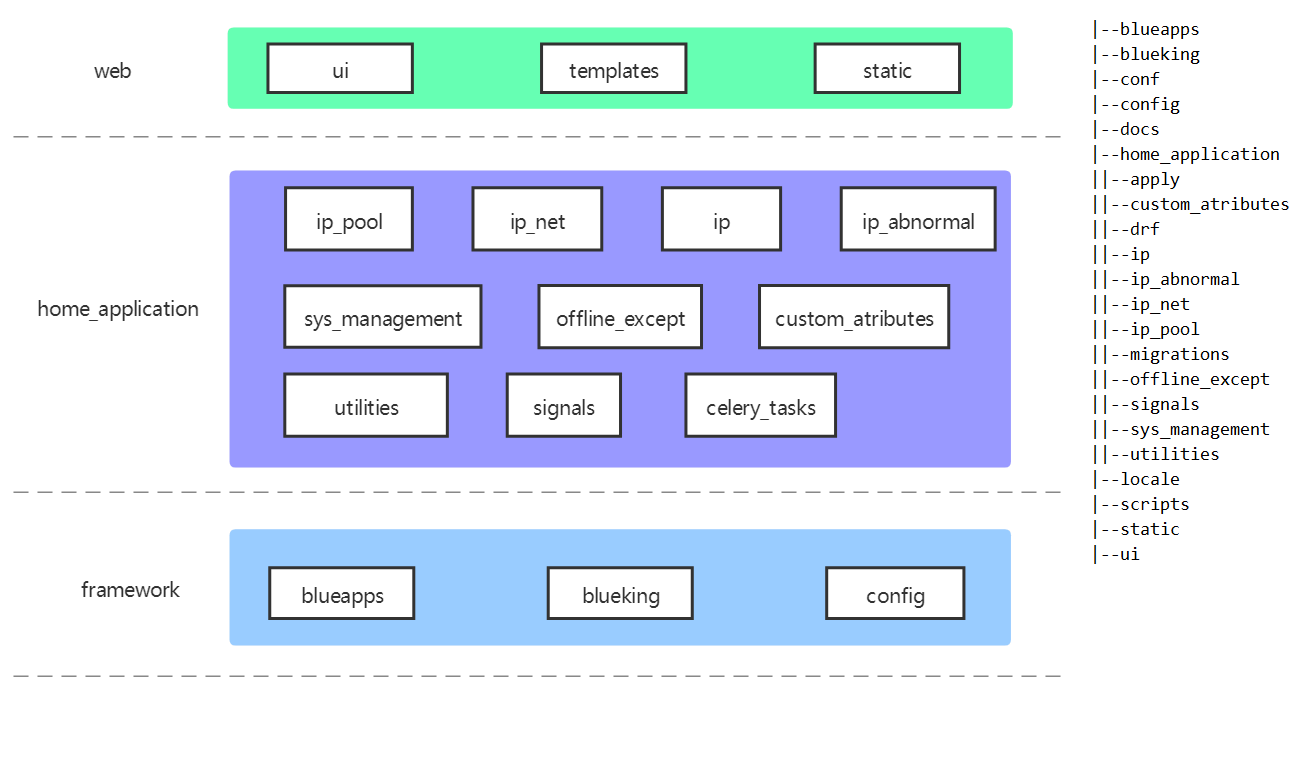 web
ui
templates
static
home_application
ip_pool
ip_net
ip
ip_abnormal
sys_management
offline_except
custom_atributes
utilities
signals
celery_tasks
framework
blueapps
blueking
config
|--blueapps
|--blueking
|--conf
|--config
|--docs
|--home_application
||--apply
||--custom_atributes
||--drf
||--ip
||--ip_abnormal
||--ip_net
||--ip_pool
||--migrations
||--offline_except
||--signals
||--sys_management
||--utilities
|--locale
|--scripts
|--static
|--ui